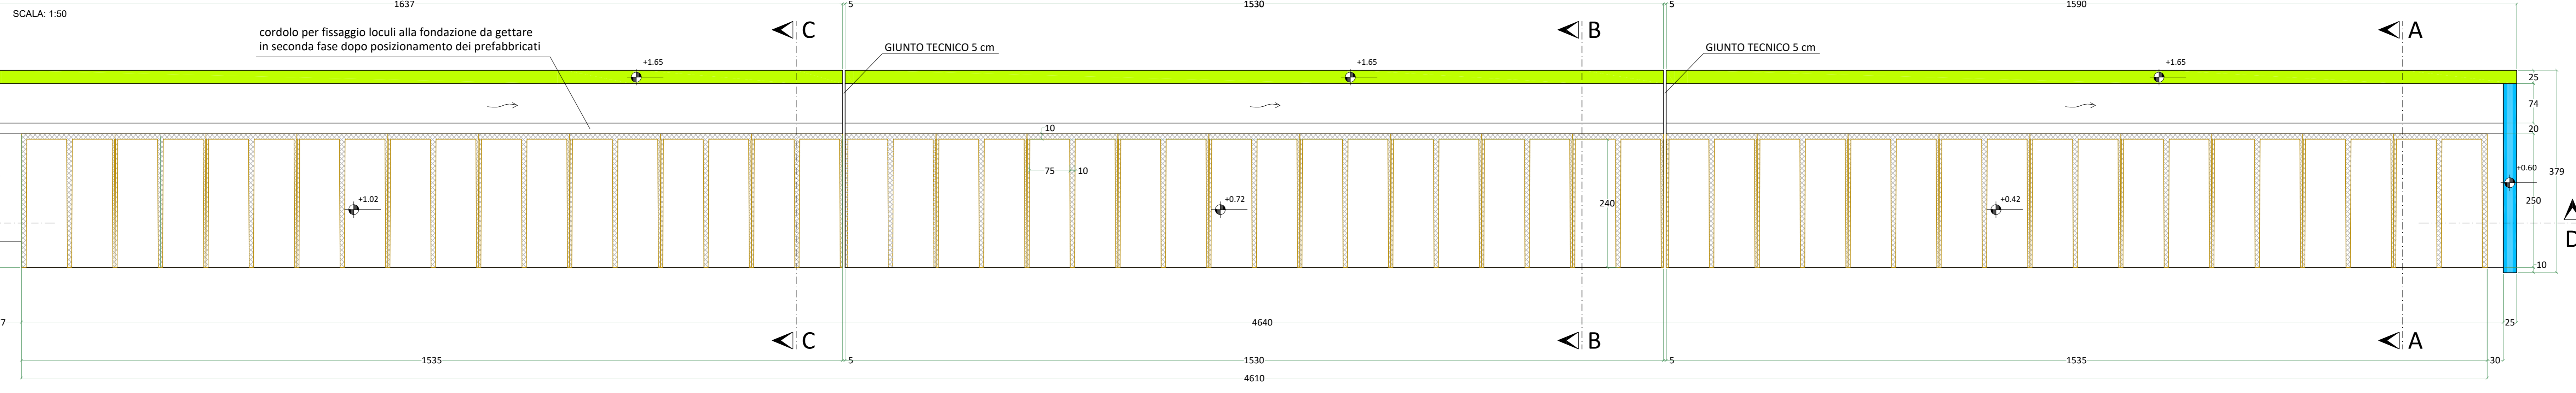 1637
5
1530
5
1590
SCALA: 1:50
cordolo per fissaggio loculi alla fondazione da gettare
in seconda fase dopo posizionamento dei prefabbricati
C
GIUNTO TECNICO 5 cm
B
GIUNTO TECNICO 5 cm
A
+1.65
+1.65
+1.65
25
74
20
10
75
10
+0.60
379
+1.02
+0.72
240
+0.42
250
D
10
7
4640
25
C
B
A
1535
5
1530
5
1535
30
4610